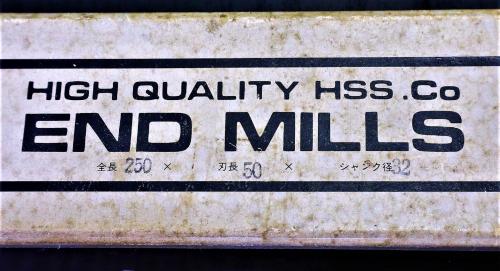 HIGH QUALITY HSS.Co
END MILLS
全長 250 × 刃長 50 × シャンク径 32